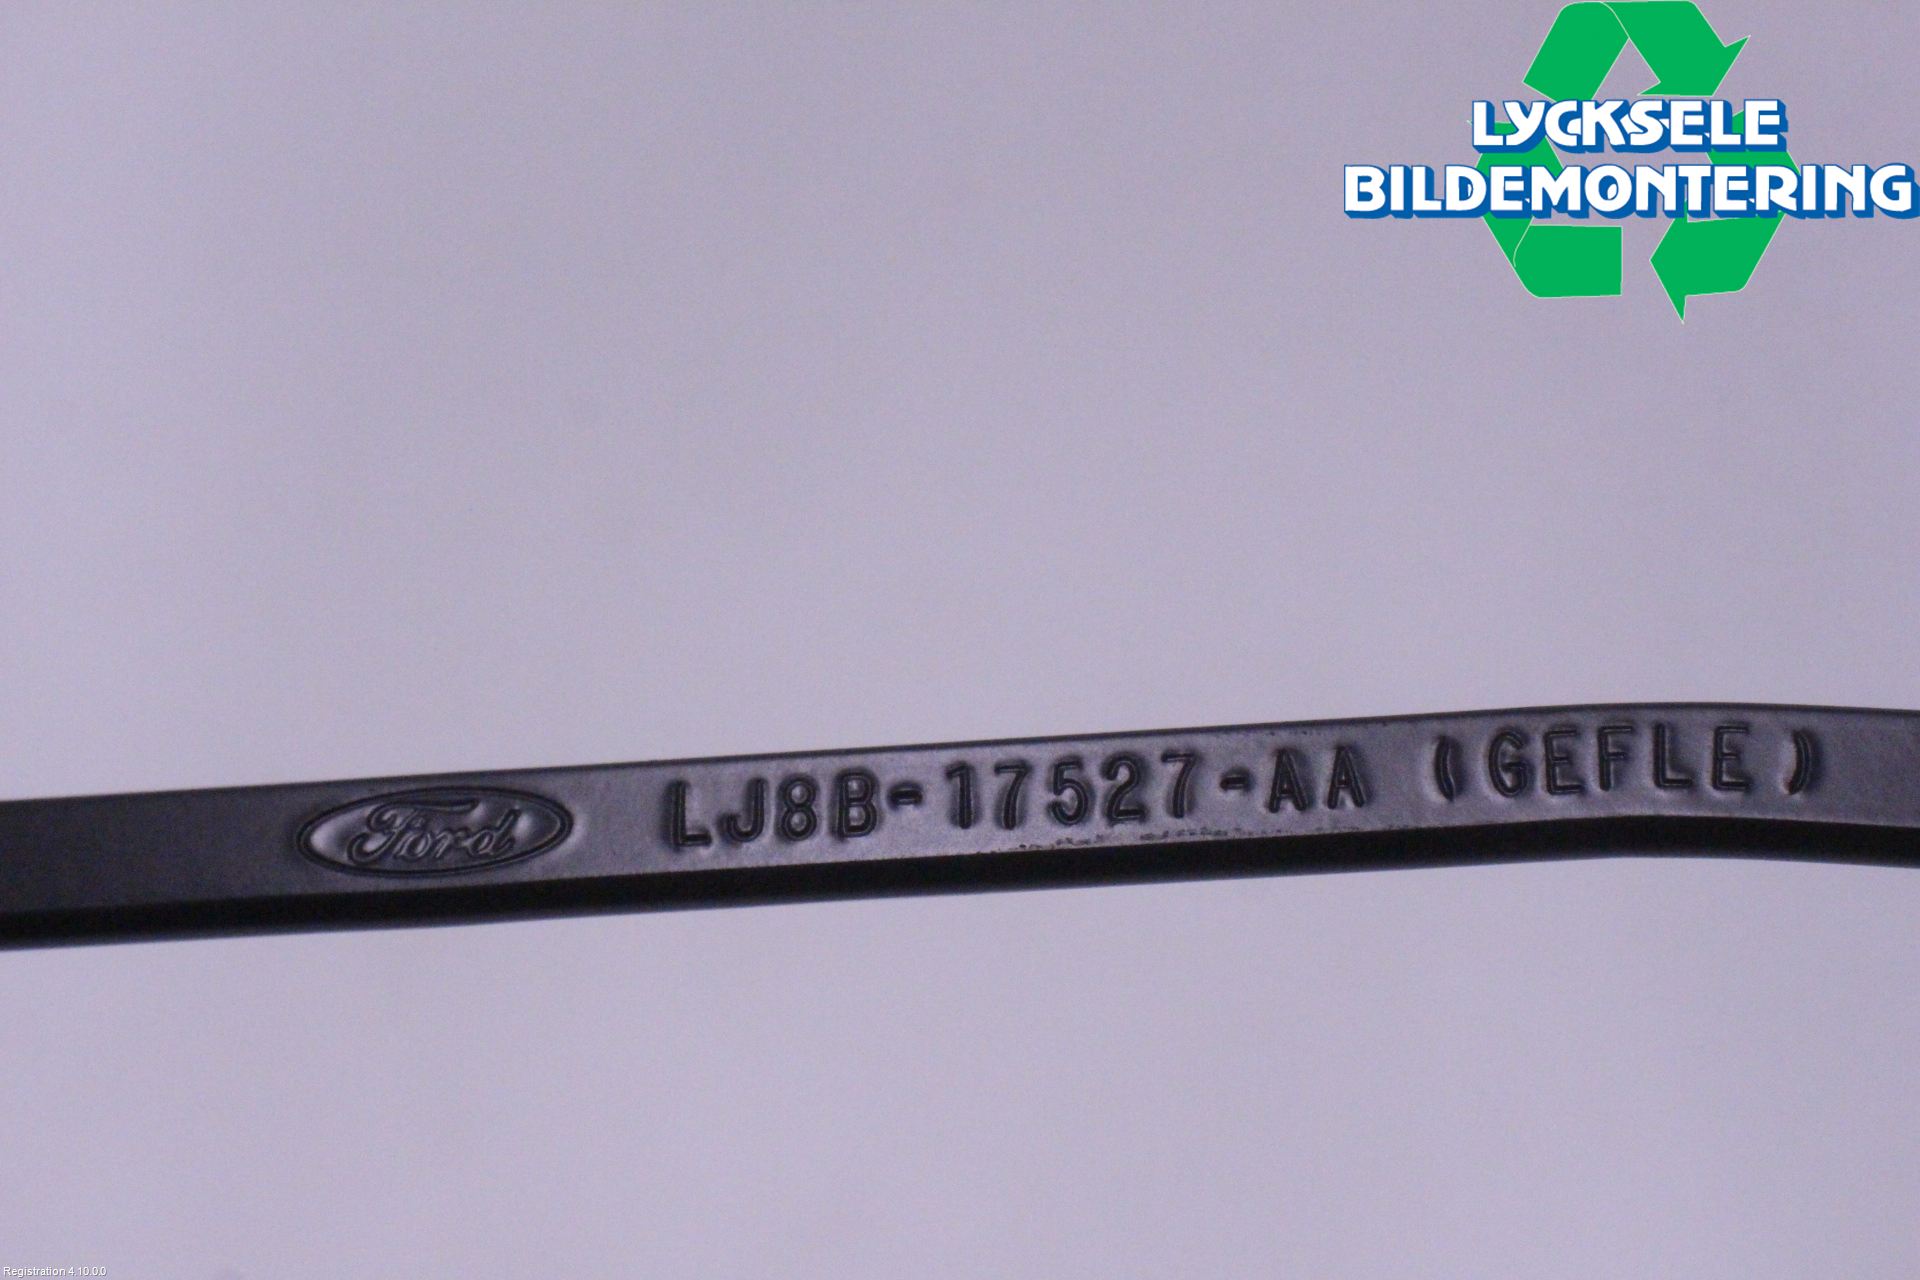 LYCKSELE
BILDEMONTERING
Ford LJ8B-17527-AA (GEFLE)
Registration 4.10.0.0